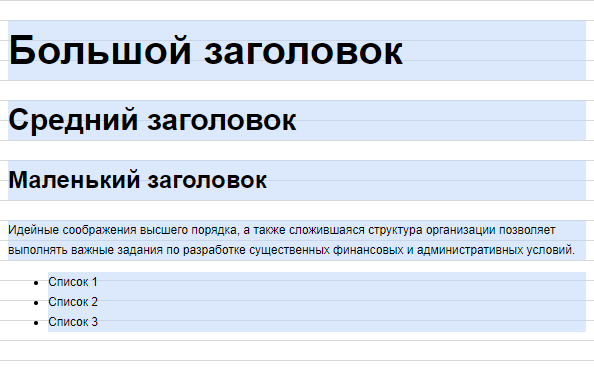 Большой заголовок
Средний заголовок
Маленький заголовок
Идейные соображения высшего порядка, а также сложившаяся структура организации позволяет
выполнять важные задания по разработке существенных финансовых и административных условий.
• Список 1
• Список 2
• Список 3